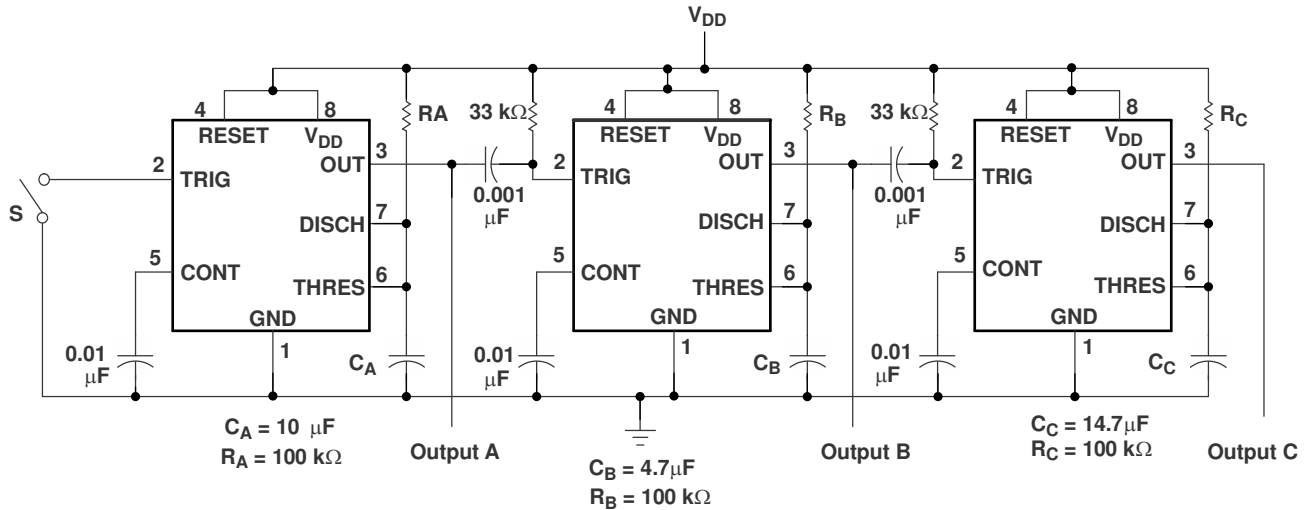 VDD
4
8
RESET
VDD
2
TRIG
OUT
3
DISCH
7
5
CONT
THRES
6
GND
1
S
0.01
μF
RA
CA
33 kΩ
0.001
μF
4
8
RESET
VDD
2
TRIG
OUT
3
DISCH
7
5
CONT
THRES
6
GND
1
0.01
μF
RB
CB
33 kΩ
0.001
μF
4
8
RESET
VDD
2
TRIG
OUT
3
DISCH
7
5
CONT
THRES
6
GND
1
0.01
μF
RC
CC
CA = 10 μF
RA = 100 kΩ
Output A
CB = 4.7μF
RB = 100 kΩ
Output B
CC = 14.7μF
RC = 100 kΩ
Output C